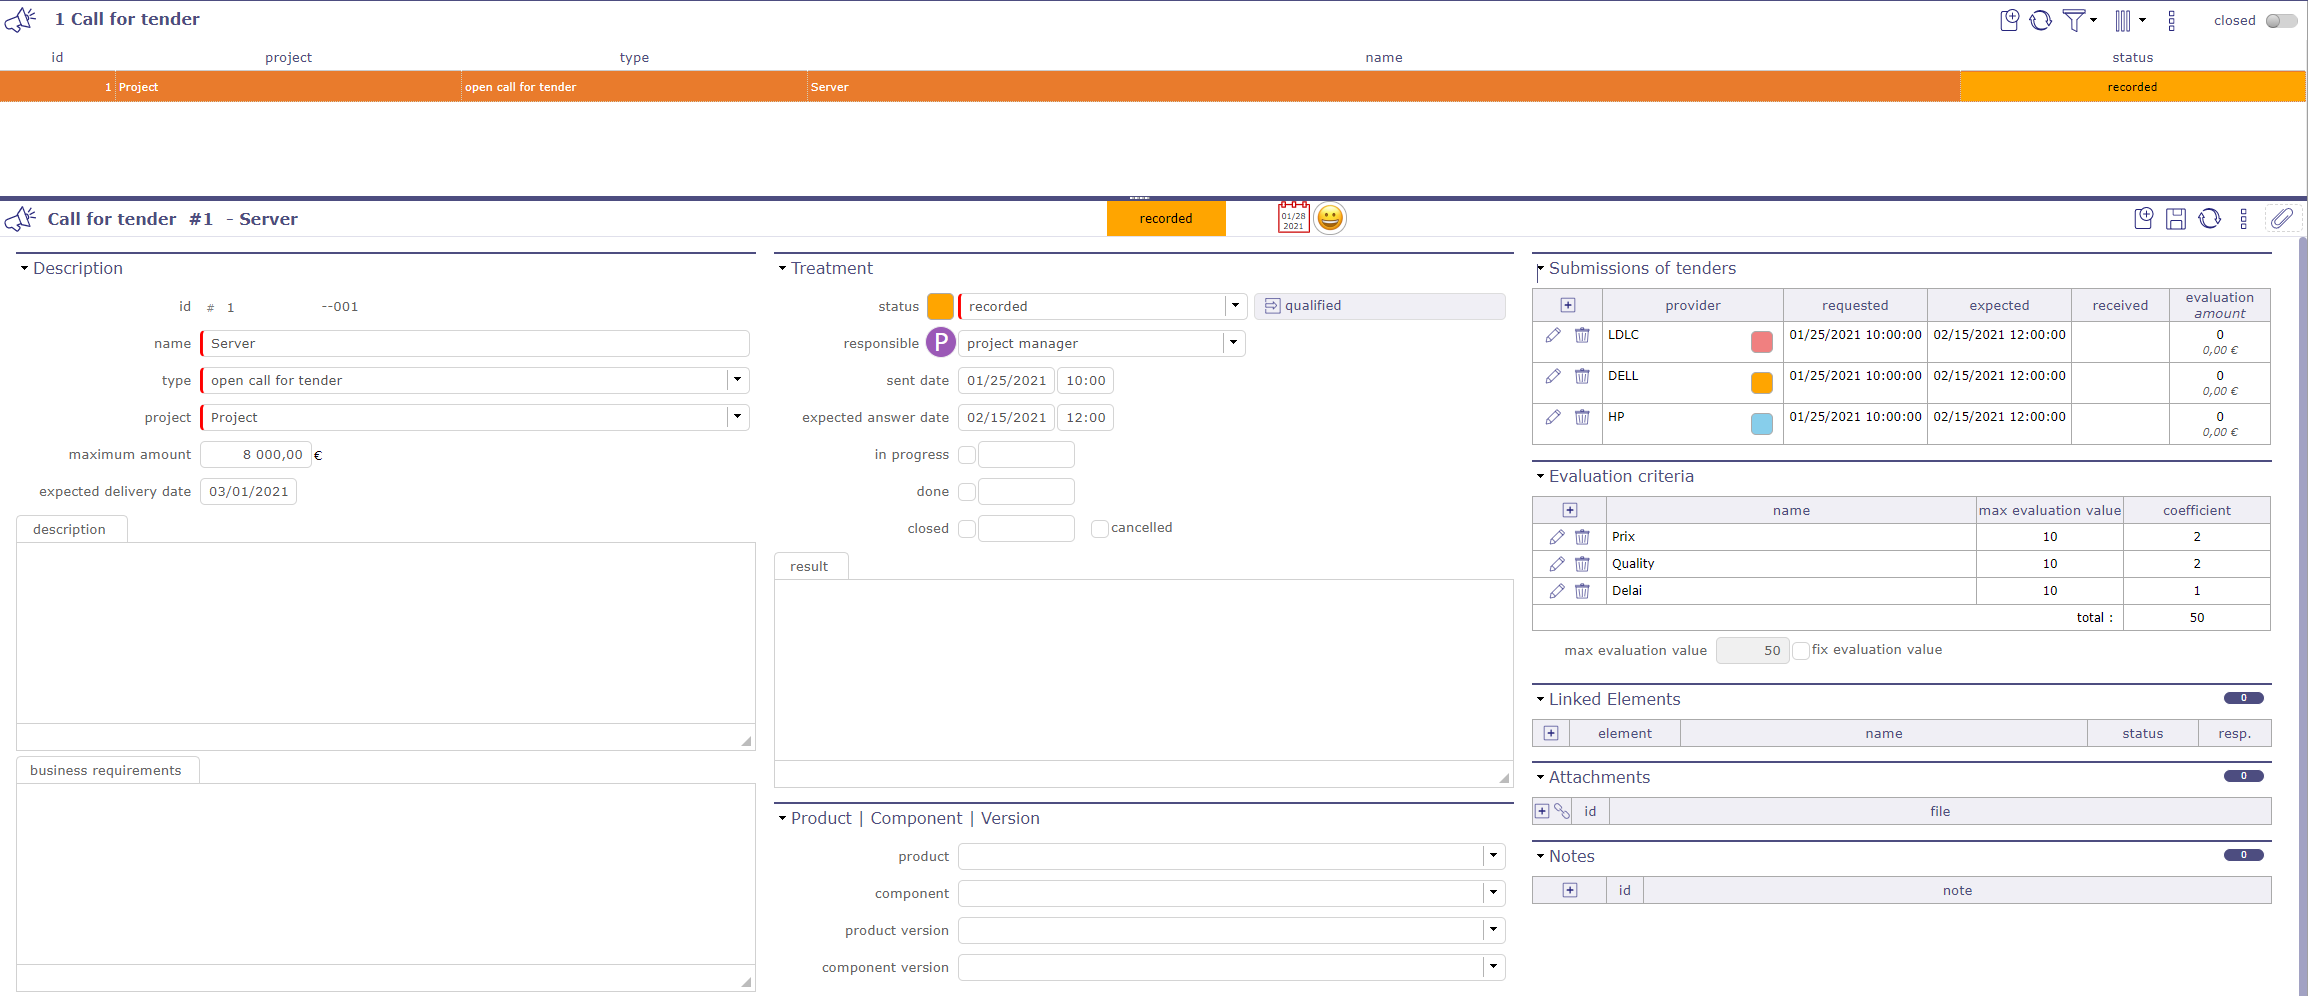 1 Call for tender
closed
id project type name status
1 Project open call for tender Server recorded
Call for tender #1 - Server
recorded
01/28
2021
Description
id # 1 --001
name Server
type open call for tender
project Project
maximum amount 8 000,00 €
expected delivery date 03/01/2021
description
business requirements
Treatment
status recorded qualified
responsible P project manager
sent date 01/25/2021 10:00
expected answer date 02/15/2021 12:00
in progress
done
closed cancelled
result
Product | Component | Version
product
component
product version
component version
Submissions of tenders
provider requested expected received evaluation
amount
LDLC 01/25/2021 10:00:00 02/15/2021 12:00:00 0
0,00 €
DELL 01/25/2021 10:00:00 02/15/2021 12:00:00 0
0,00 €
HP 01/25/2021 10:00:00 02/15/2021 12:00:00 0
0,00 €
Evaluation criteria
name max evaluation value coefficient
Prix 10 2
Quality 10 2
Delai 10 1
total : 50
max evaluation value 50 fix evaluation value
Linked Elements 0
element name status resp.
Attachments 0
id file
Notes 0
id note